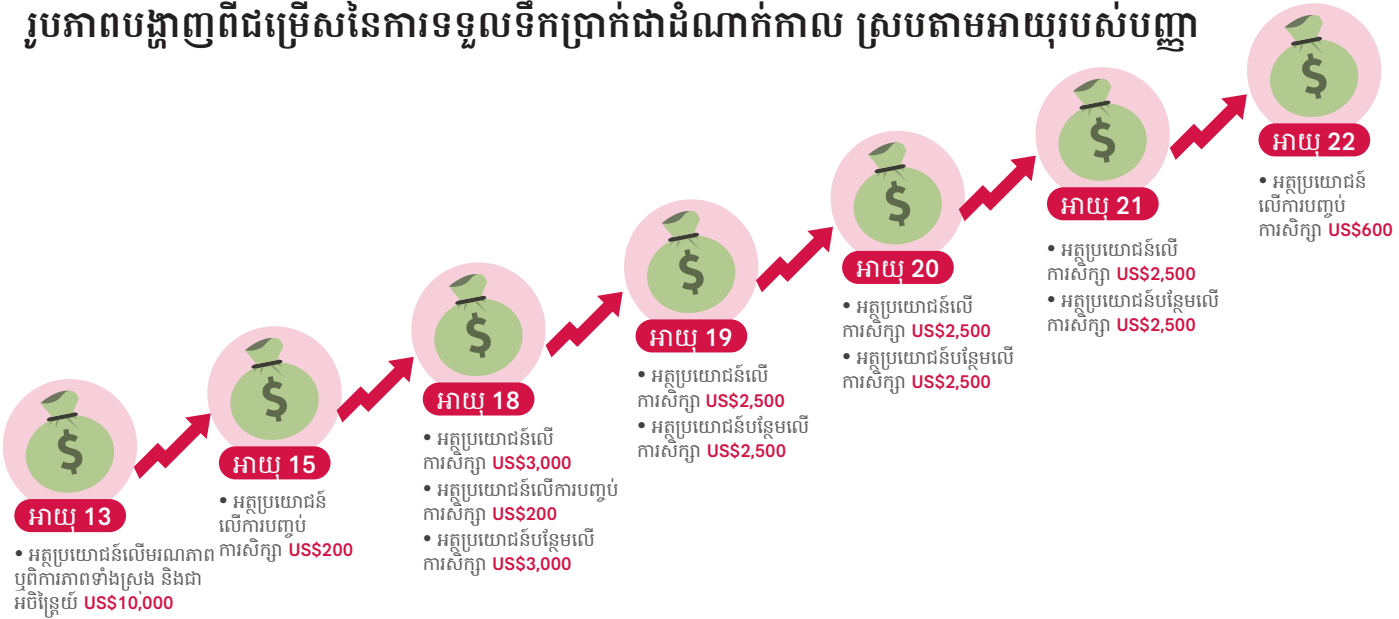 រូបភាពបង្ហាញពីជម្រើសនៃការទទួលទឹកប្រាក់ជាដំណាក់កាល ស្របតាមអាយុរបស់បញ្ញា
អាយុ 13
• អត្ថប្រយោជន៍លើមរណភាព
ឬពិការភាពទាំងស្រុង និងជា
អចិន្ត្រៃយ៍ US$10,000
អាយុ 15
• អត្ថប្រយោជន៍
លើការបញ្ចប់
ការសិក្សា US$200
អាយុ 18
• អត្ថប្រយោជន៍លើ
ការសិក្សា US$3,000
• អត្ថប្រយោជន៍លើការបញ្ចប់
ការសិក្សា US$200
• អត្ថប្រយោជន៍បន្ថែមលើ
ការសិក្សា US$3,000
អាយុ 19
• អត្ថប្រយោជន៍លើ
ការសិក្សា US$2,500
• អត្ថប្រយោជន៍បន្ថែមលើ
ការសិក្សា US$2,500
អាយុ 20
• អត្ថប្រយោជន៍លើ
ការសិក្សា US$2,500
• អត្ថប្រយោជន៍បន្ថែមលើ
ការសិក្សា US$2,500
អាយុ 21
• អត្ថប្រយោជន៍លើ
ការសិក្សា US$2,500
• អត្ថប្រយោជន៍បន្ថែមលើ
ការសិក្សា US$2,500
អាយុ 22
• អត្ថប្រយោជន៍
លើការបញ្ចប់
ការសិក្សា US$600